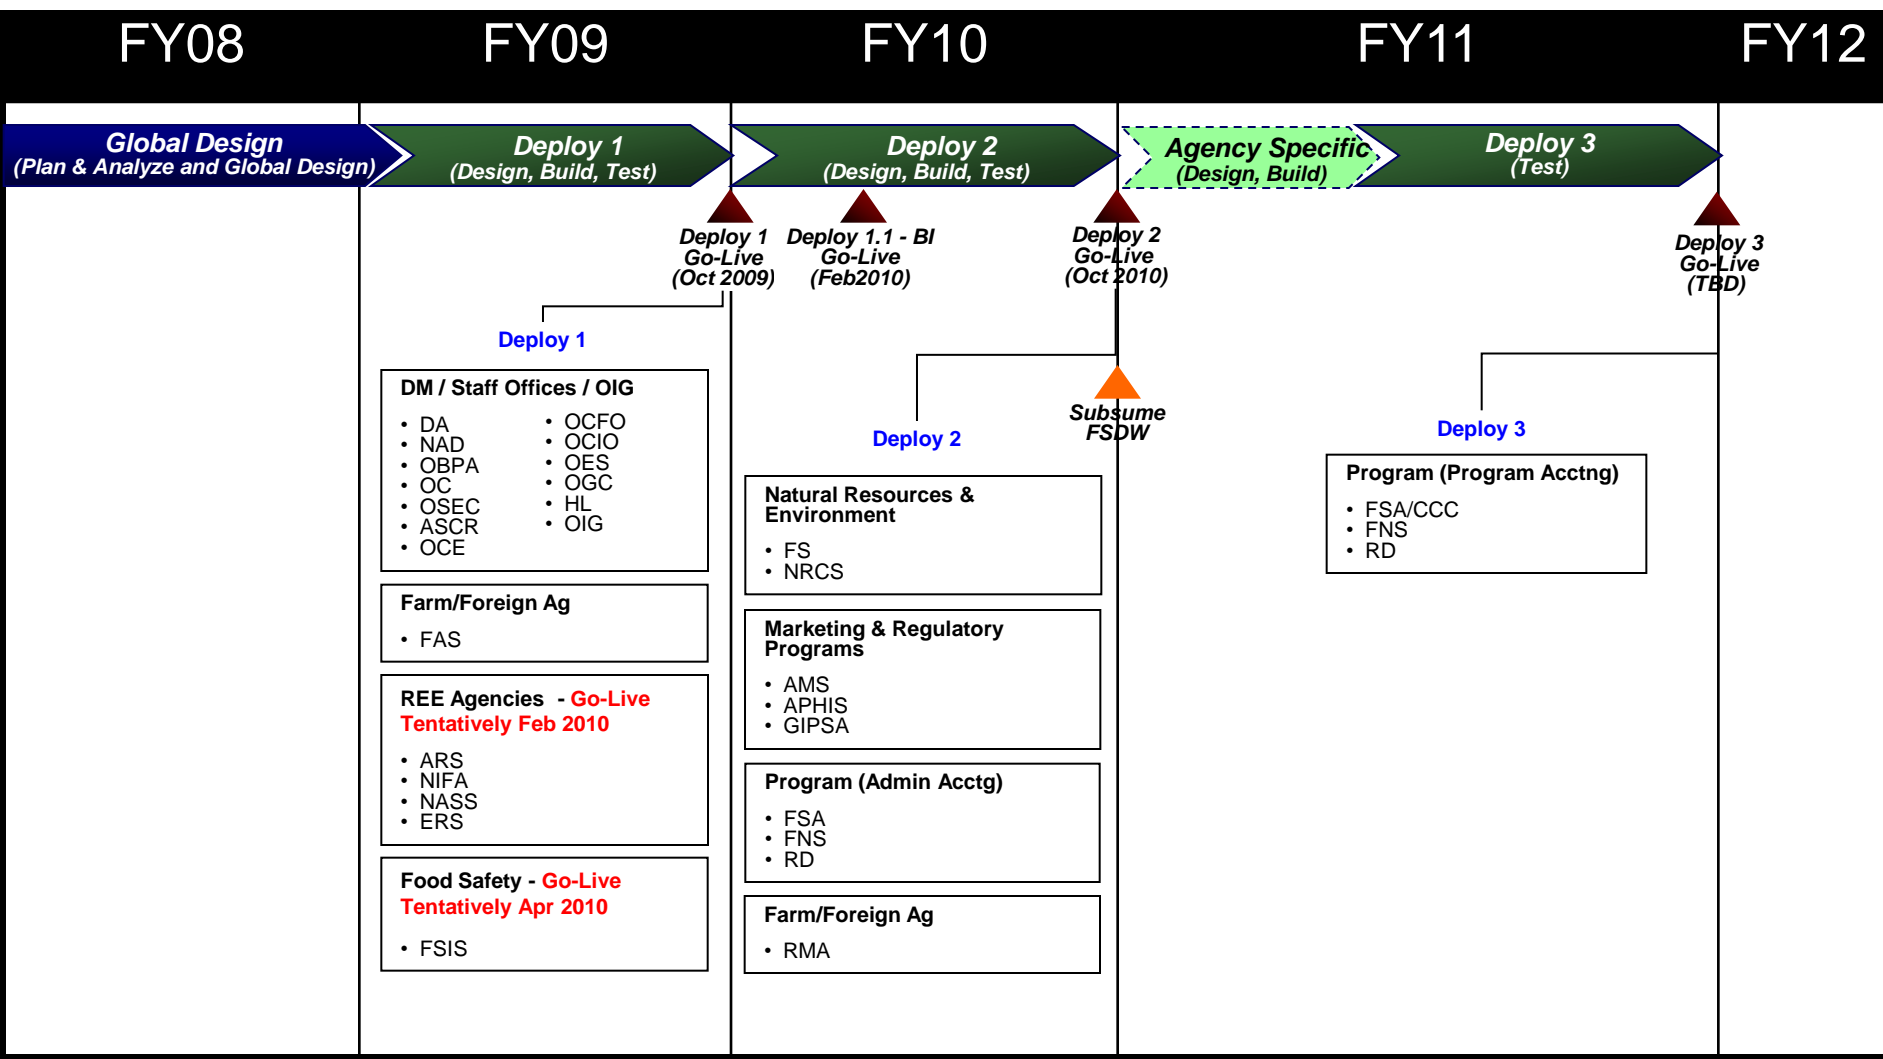 FY08 FY09 FY10 FY11 FY12
Global Design
(Plan & Analyze and Global Design)
Deploy 1
(Design, Build, Test)
Deploy 2
(Design, Build, Test)
Agency Specific
(Design, Build)
Deploy 3
(Test)
Deploy 1
Go-Live
(Oct 2009)
Deploy 1.1 - BI
Go-Live
(Feb2010)
Deploy 2
Go-Live
(Oct 2010)
Deploy 3
Go-Live
(TBD)
Subsume
FSDW
Deploy 1
DM / Staff Offices / OIG
• DA
• NAD
• OBPA
• OC
• OSEC
• ASCR
• OCE
• OCFO
• OCIO
• OES
• OGC
• HL
• OIG
Farm/Foreign Ag
• FAS
REE Agencies - Go-Live
Tentatively Feb 2010
• ARS
• NIFA
• NASS
• ERS
Food Safety - Go-Live
Tentatively Apr 2010
• FSIS
Deploy 2
Natural Resources &
Environment
• FS
• NRCS
Marketing & Regulatory
Programs
• AMS
• APHIS
• GIPSA
Program (Admin Acctg)
• FSA
• FNS
• RD
Farm/Foreign Ag
• RMA
Deploy 3
Program (Program Acctng)
• FSA/CCC
• FNS
• RD